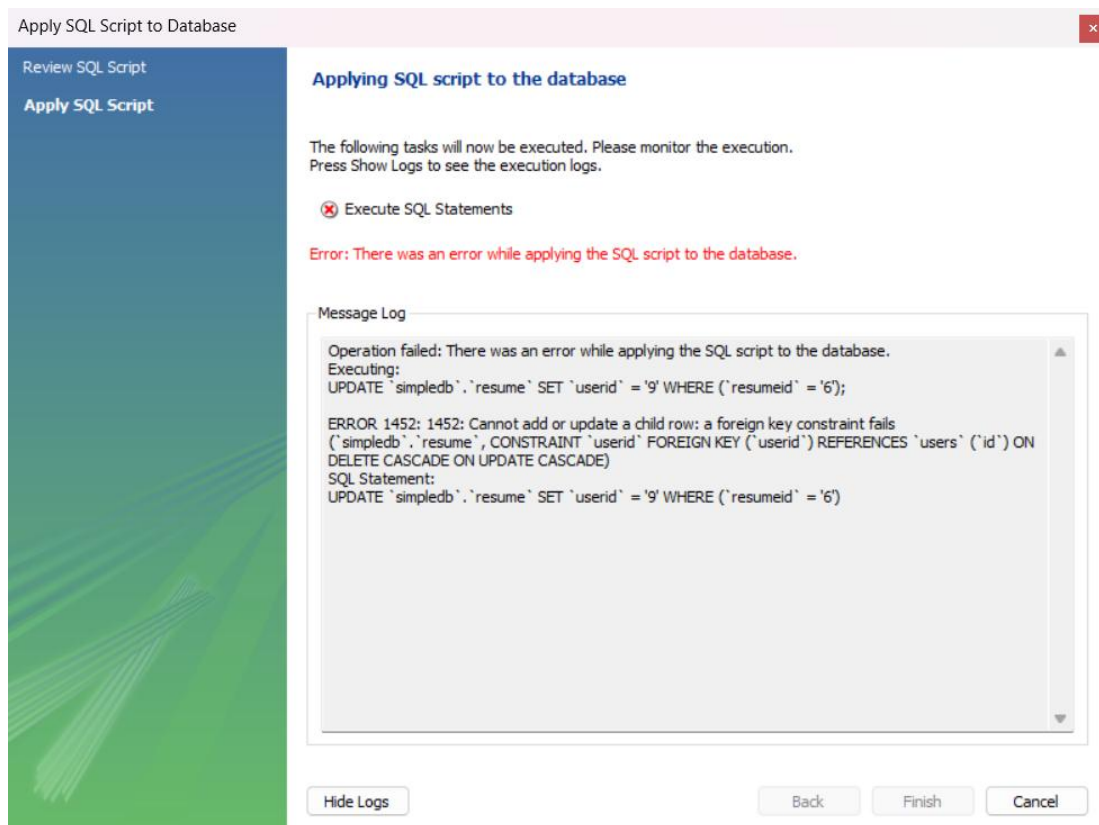 Apply SQL Script to Database
Review SQL Script
Apply SQL Script
Applying SQL script to the database
The following tasks will now be executed. Please monitor the execution.
Press Show Logs to see the execution logs.
Execute SQL Statements
Error: There was an error while applying the SQL script to the database.
Message Log
Operation failed: There was an error while applying the SQL script to the database.
Executing:
UPDATE `simpledb`.`resume` SET `userid` = '9' WHERE (`resumeid` = '6');
ERROR 1452: 1452: Cannot add or update a child row: a foreign key constraint fails
(`simpledb`.`resume`, CONSTRAINT `userid` FOREIGN KEY (`userid`) REFERENCES `users` (`id`) ON
DELETE CASCADE ON UPDATE CASCADE)
SQL Statement:
UPDATE `simpledb`.`resume` SET `userid` = '9' WHERE (`resumeid` = '6')
Hide Logs
Back
Finish
Cancel